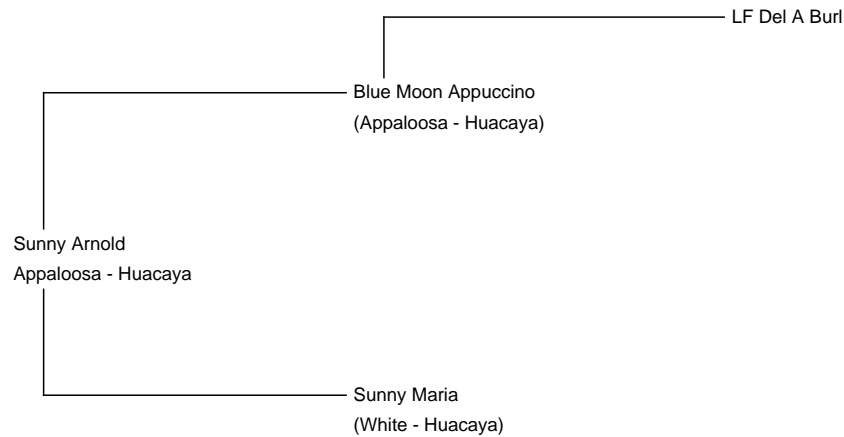 LF Del A Burl
Blue Moon Appuccino
(Appaloosa - Huacaya)
Sunny Arnold
Appaloosa - Huacaya
Sunny Maria
(White - Huacaya)